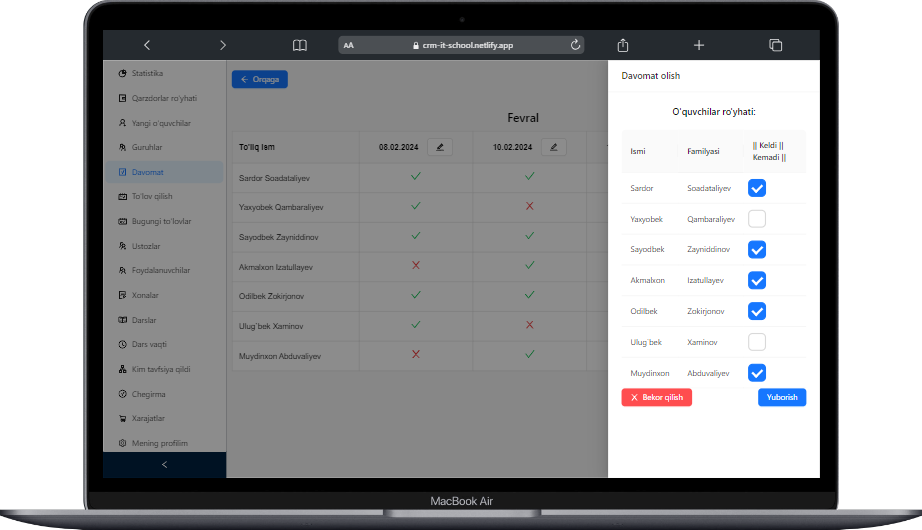 AA crm-it-school.netlify.app
Statistika
Qarzdorlar ro'yhati
Yangi o'quvchilar
Guruhlar
Davomat
To'lov qilish
Bugungi to'lovlar
Ustozlar
Foydalanuvchilar
Xonalar
Darslar
Dars vaqti
Kim tavfsiya qildi
Chegirma
Xarajatlar
Mening profilim
Orqaga
Fevral
To'liq ism 08.02.2024 10.02.2024
Sardor Soadataliyev
Yaxyobek Qambaraliyev
Sayodbek Zayniddinov
Akmalxon Izatullayev
Odilbek Zokirjonov
Ulug`bek Xaminov
Muydinxon Abduvaliyev
Davomat olish
O'quvchilar ro'yhati:
Ismi Familyasi || Keldi ||
Kemadi ||
Sardor Soadataliyev
Yaxyobek Qambaraliyev
Sayodbek Zayniddinov
Akmalxon Izatullayev
Odilbek Zokirjonov
Ulug`bek Xaminov
Muydinxon Abduvaliyev
Bekor qilish Yuborish
MacBook Air